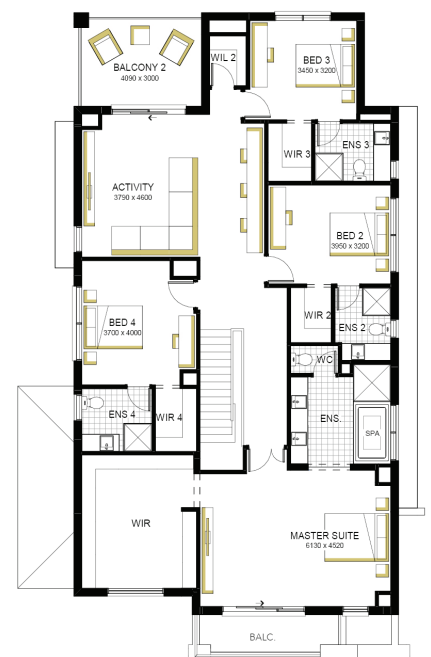 WIL 2
BED 3
3450 x 3200
BALCONY 2
4090 x 3000
WIR 3
ENS 3
ACTIVITY
3790 x 4600
BED 2
3950 x 3200
WIR 2
ENS 2
BED 4
3700 x 4000
WC
ENS 4
WIR 4
ENS.
SPA
WIR
MASTER SUITE
6130 x 4520
BALC.